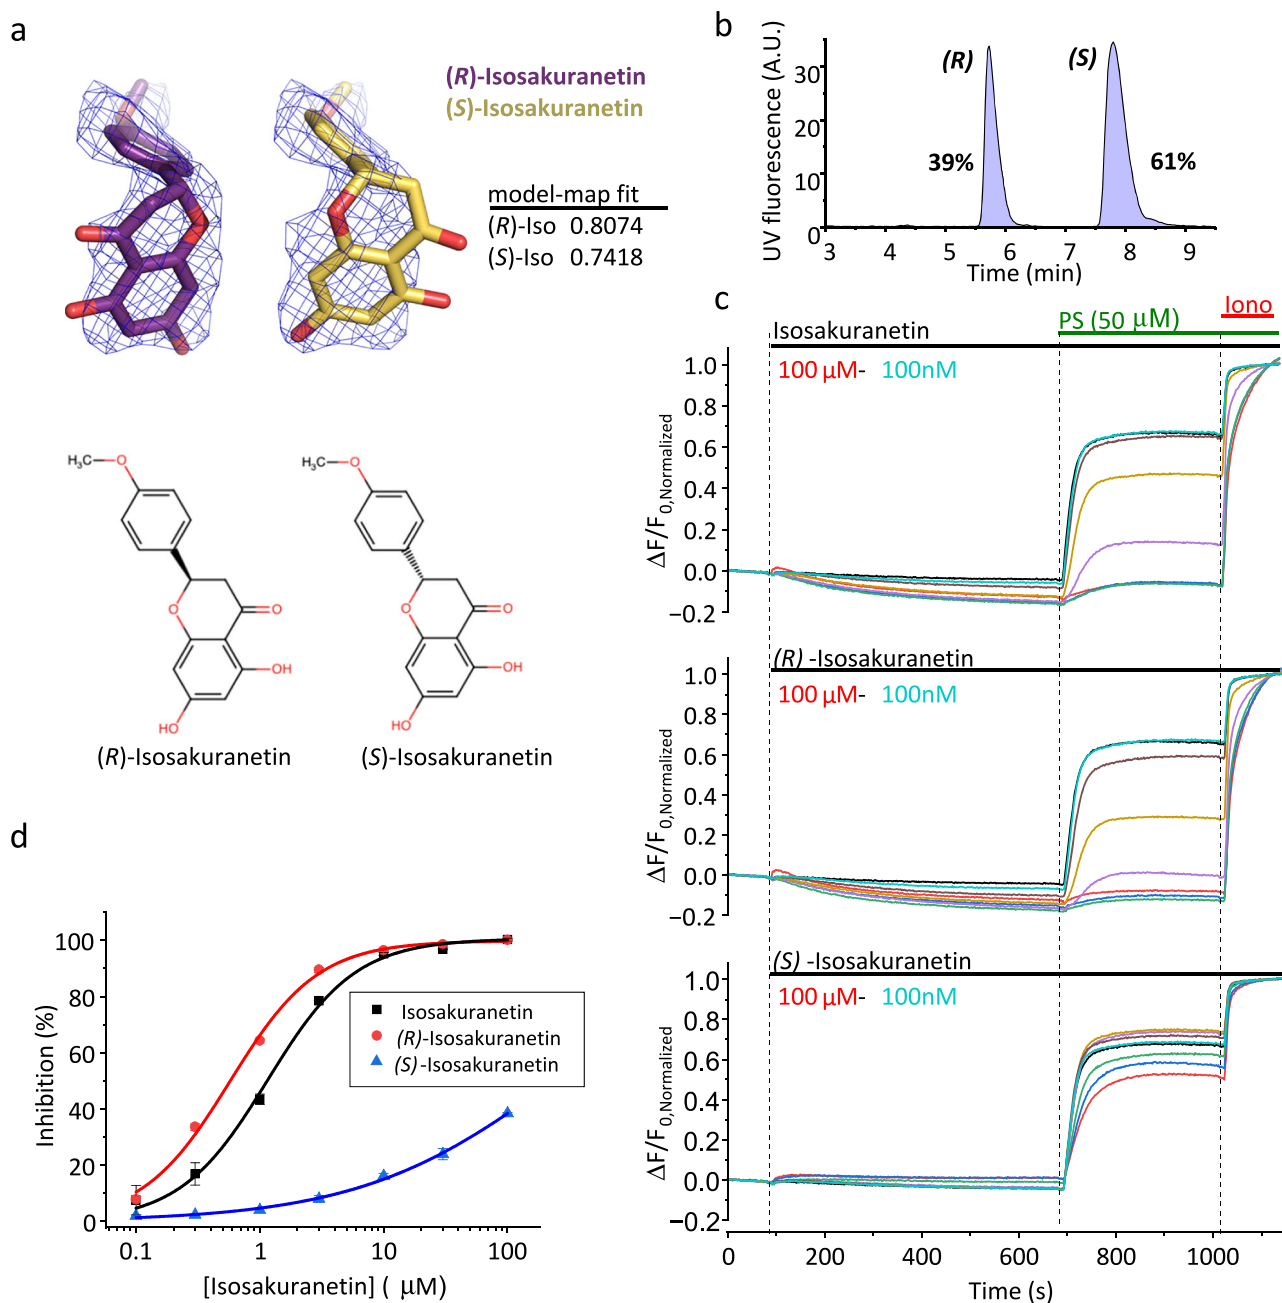 a
(R)-Isosakuranetin
(S)-Isosakuranetin
model-map fit
(R)-Iso 0.8074
(S)-Iso 0.7418
H₃C O
O
O
OH
HO
(R)-Isosakuranetin
H₃C O
O
O
OH
HO
(S)-Isosakuranetin
b
UV fluorescence (A.U.)
30
20
10
0
(R)
(S)
39%
61%
3 4 5 6 7 8 9
Time (min)
c
Iono
PS (50 μM)
Isosakuranetin
100 μM- 100nM
ΔF/F0,Normalized
1.0
0.8
0.6
0.4
0.2
0.0
−0.2
(R) -Isosakuranetin
100 μM- 100nM
ΔF/F0,Normalized
1.0
0.8
0.6
0.4
0.2
0.0
−0.2
(S) -Isosakuranetin
100 μM- 100nM
ΔF/F0,Normalized
1.0
0.8
0.6
0.4
0.2
0.0
−0.2
0 200 400 600 800 1000
Time (s)
d
Inhibition (%)
100
80
60
40
20
0
Isosakuranetin
(R)-Isosakuranetin
(S)-Isosakuranetin
0.1 1 10 100
[Isosakuranetin] ( μM)